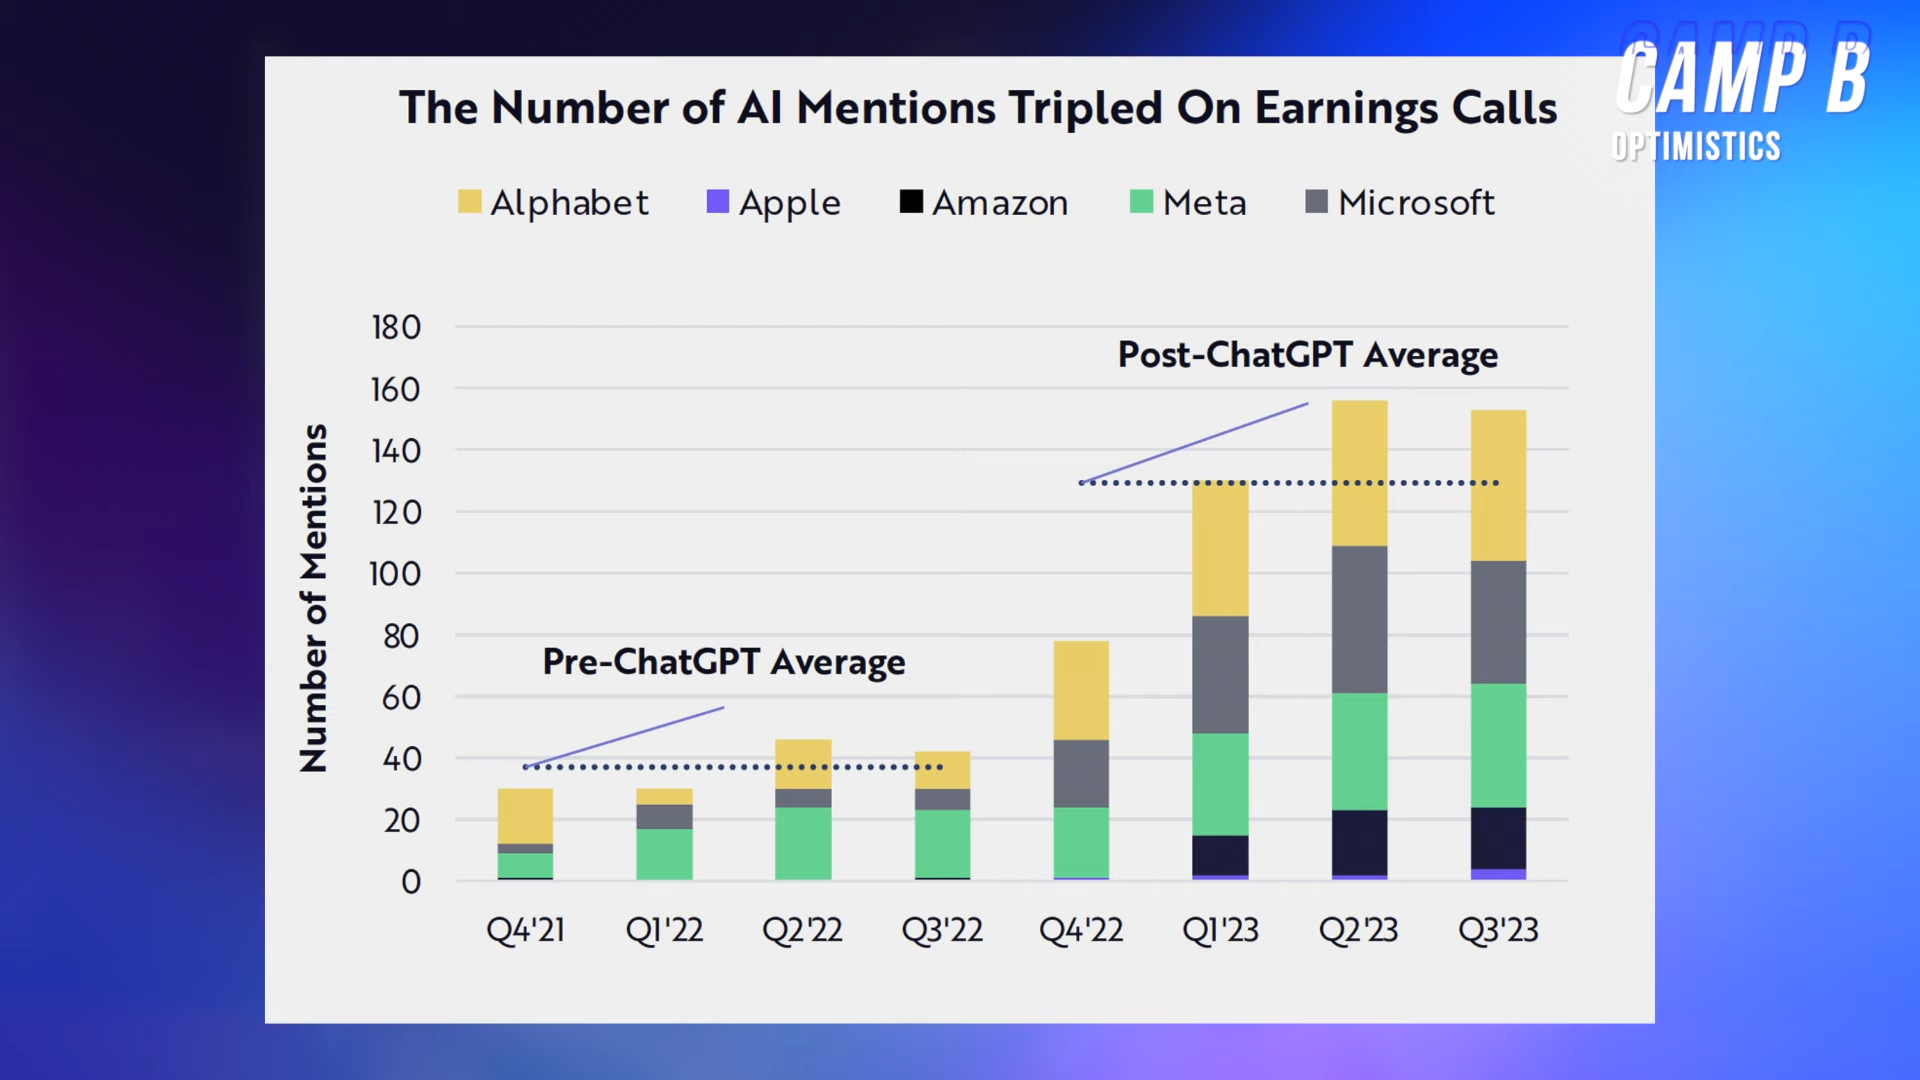 CAMP B
OPTIMISTICS
The Number of AI Mentions Tripled On Earnings Calls
Alphabet Apple Amazon Meta Microsoft
Number of Mentions
180
160
140
120
100
80
60
40
20
0
Post-ChatGPT Average
Pre-ChatGPT Average
Q4'21 Q1'22 Q2'22 Q3'22 Q4'22 Q1'23 Q2'23 Q3'23